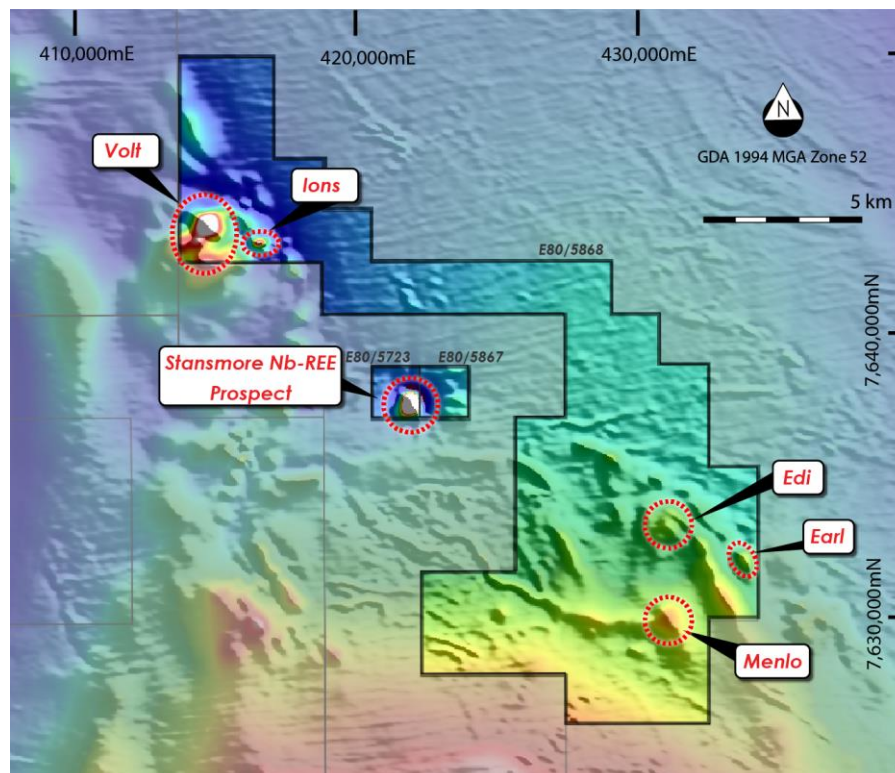 410,000mE
420,000mE
430,000mE
N
GDA 1994 MGA Zone 52
5 km
Volt
Ions
E80/5868
7,640,000mN
Stansmore Nb-REE
Prospect
E80/5723
E80/5867
Edi
Earl
7,630,000mN
Menlo